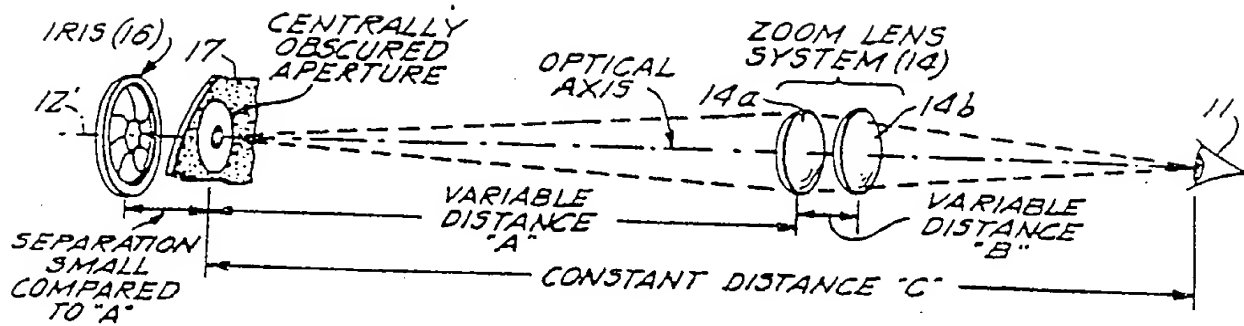 IRIS (16)
17
CENTRALLY
OBSCURED
APERTURE
12'
OPTICAL
AXIS
ZOOM LENS
SYSTEM (14)
14a
14b
11
SEPARATION
SMALL
COMPARED
TO "A"
VARIABLE
DISTANCE
"A"
VARIABLE
DISTANCE
"B"
CONSTANT DISTANCE "C"